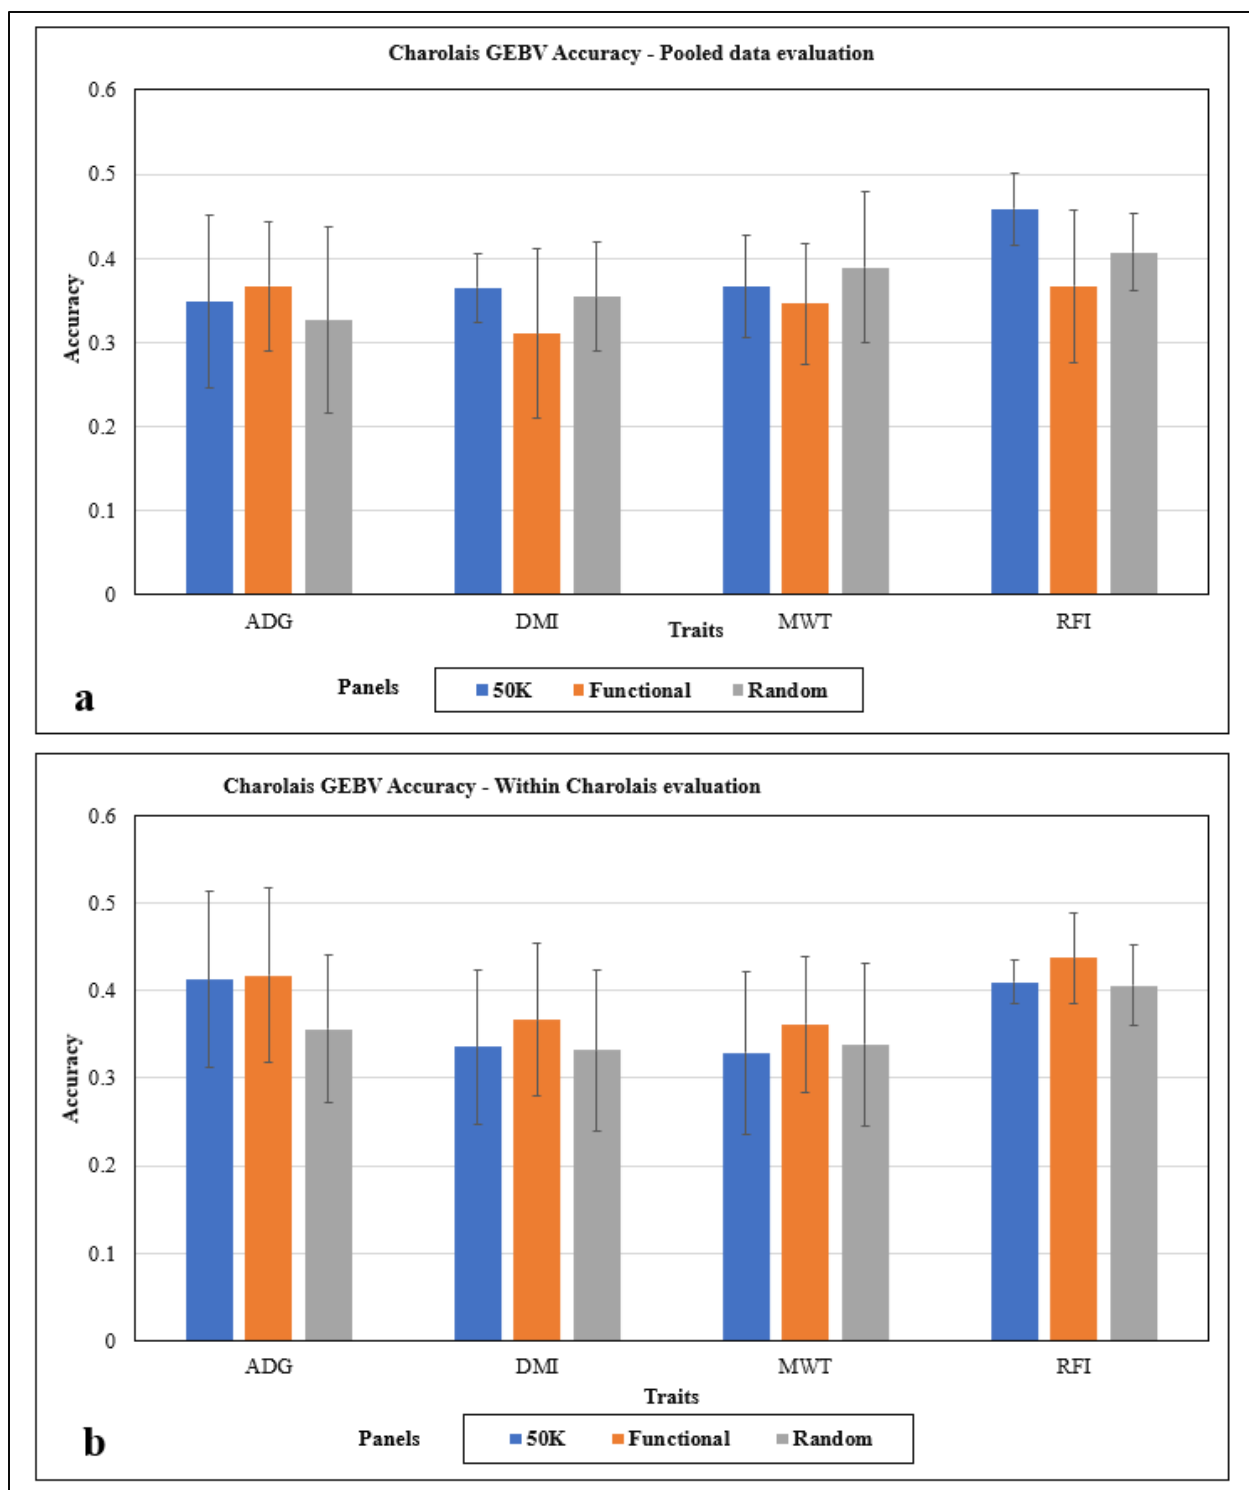 Charolais GEBV Accuracy - Pooled data evaluation
0.6
0.5
0.4
0.3
0.2
0.1
0
Accuracy
ADG DMI MWT RFI
Traits
Panels 50K Functional Random
a
Charolais GEBV Accuracy - Within Charolais evaluation
0.6
0.5
0.4
0.3
0.2
0.1
0
Accuracy
ADG DMI MWT RFI
Traits
Panels 50K Functional Random
b